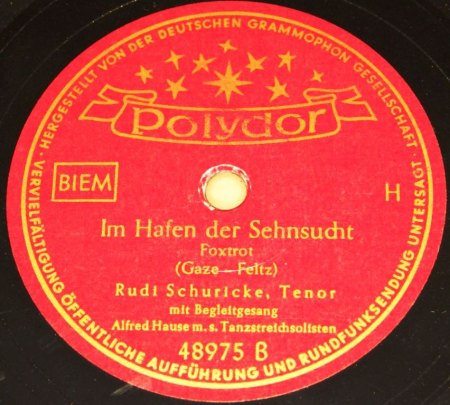 HERGESTELLT VON DER DEUTSCHEN GRAMMOPHON GESELLSCHAFT
Polydor
BIEM
H
Im Hafen der Sehnsucht
Foxtrot
(Gaze – Feltz)
Rudi Schuricke, Tenor
mit Begleitgesang
Alfred Hause m. s. Tanzstreichsolisten
48975 B
VERVIELFÄLTIGUNG ÖFFENTLICHE AUFFÜHRUNG UND RUNDFUNKSENDUNG UNTERSAGT